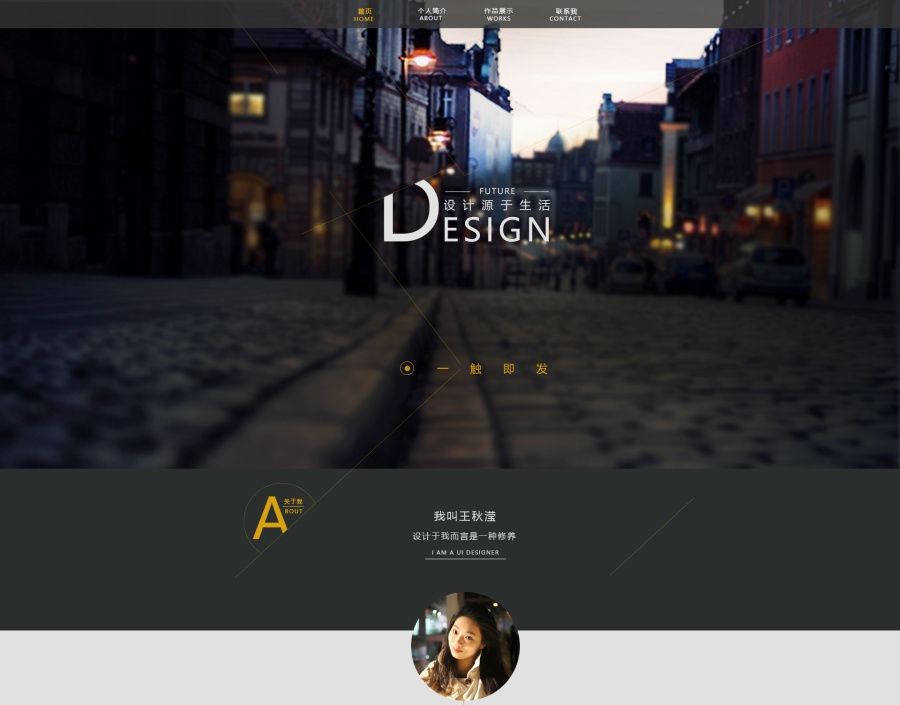 首页
HOME
个人简介
ABOUT
作品展示
WORKS
联系我
CONTACT
FUTURE
设计源于生活
DESIGN
一触即发
关于我
ABOUT
我叫王秋滢
设计于我而言是一种修养
I AM A UI DESIGNER